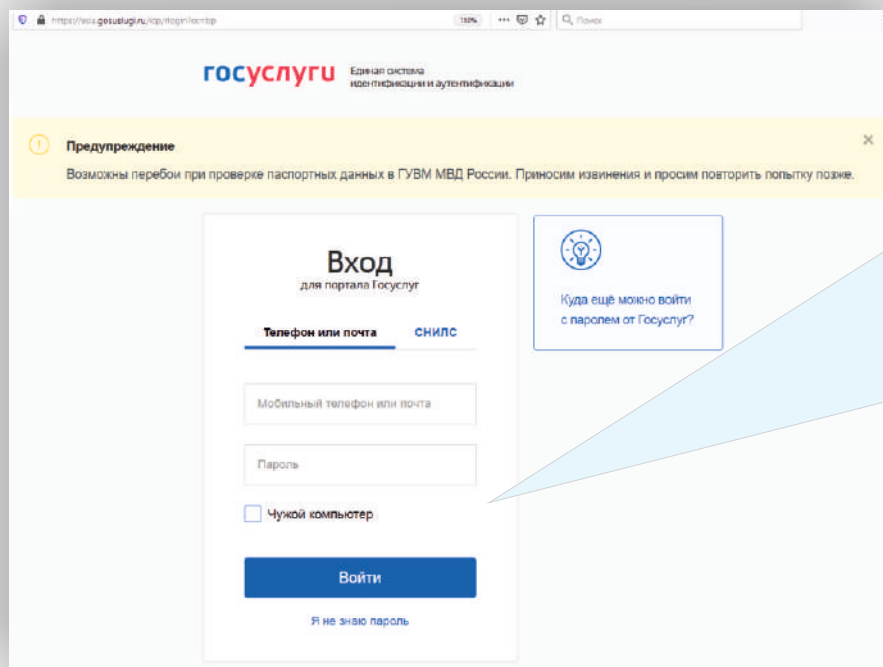 150%
Поиск
госуслуги
Единая система
идентификации и аутентификации
Предупреждение
Возможны перебои при проверке паспортных данных в ГУВМ МВД России. Приносим извинения и просим повторить попытку позже.
Вход
для портала Госуслуг
Телефон или почта
СНИЛС
Мобильный телефон или почта
Пароль
Чужой компьютер
Войти
Я не знаю пароль
Куда ещё можно войти
с паролем от Госуслуг?